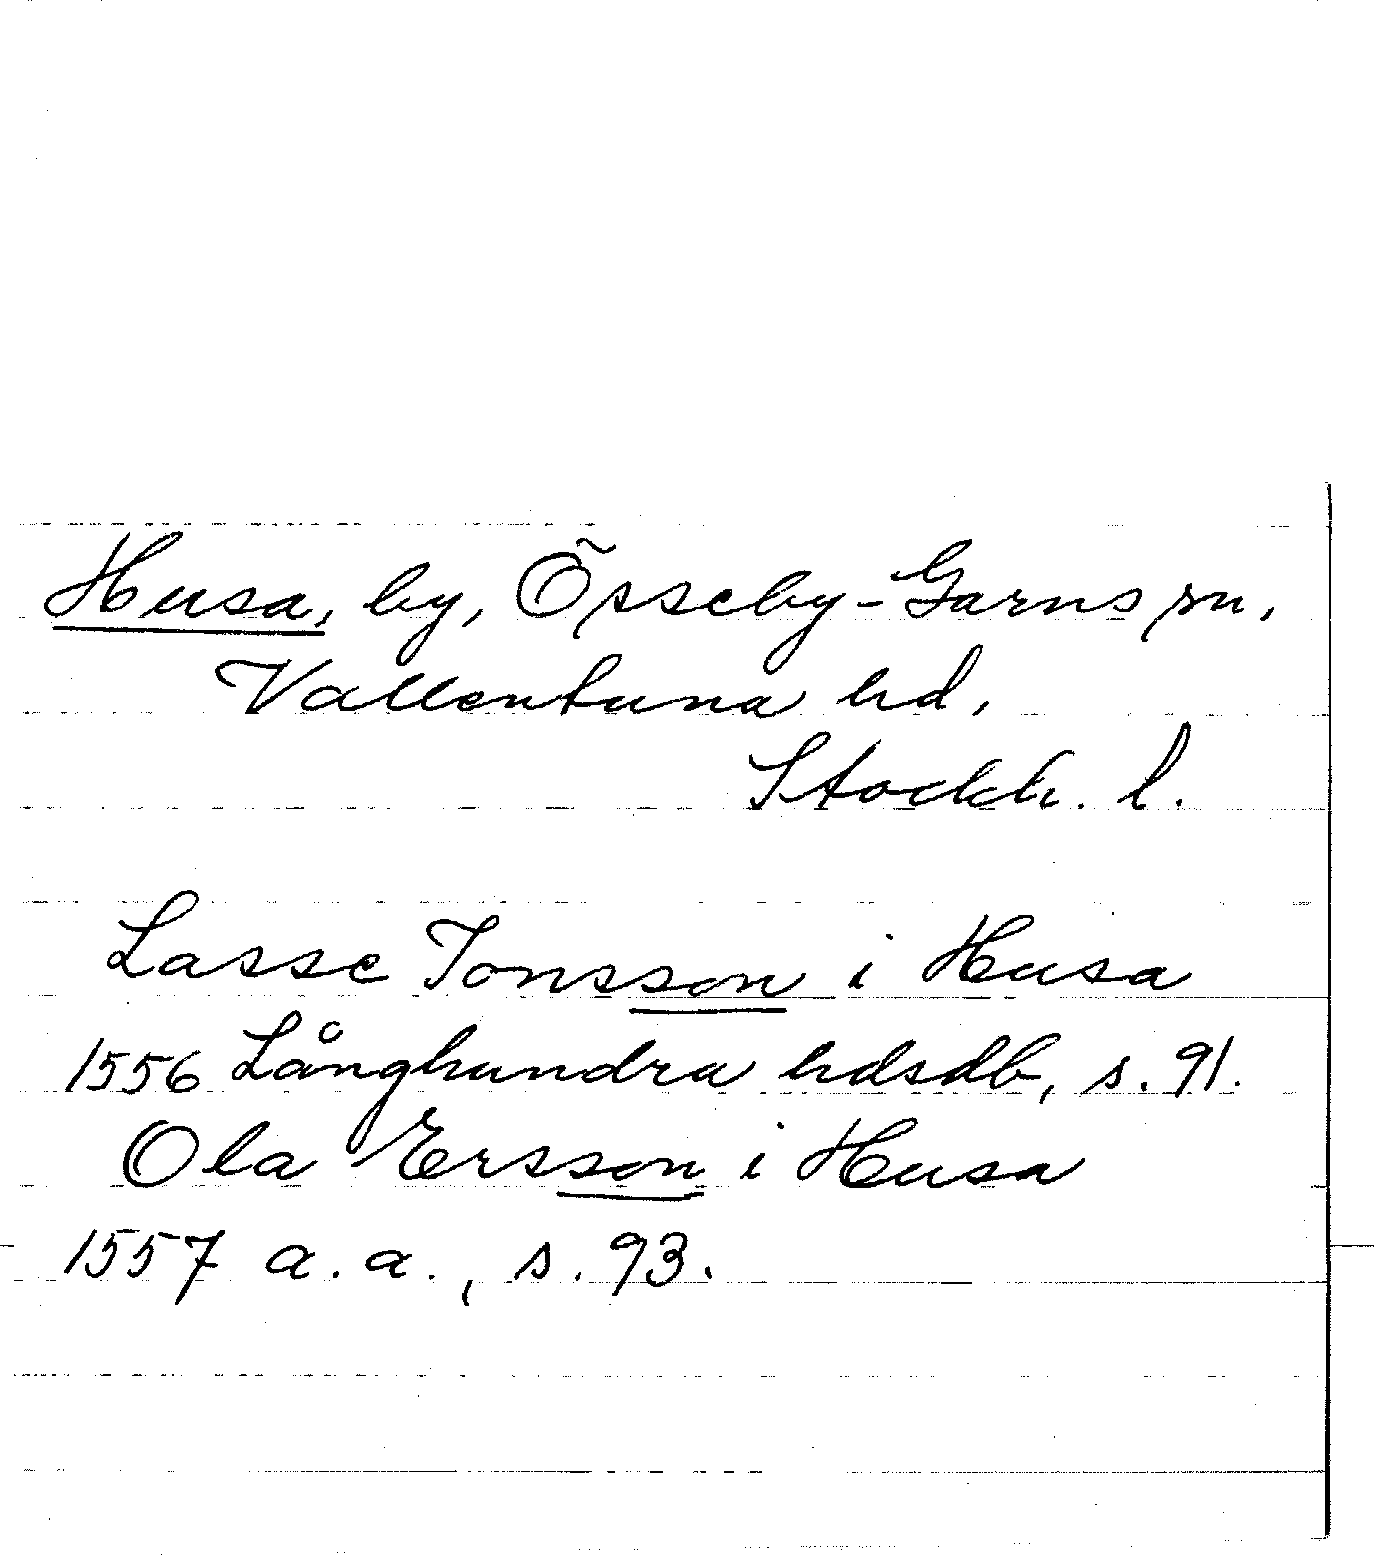 Husa, by, Össeby-Garns sn,
Vallentuna hd,
Stockh. l.
Lasse Jonsson i Husa
1556 Långhundra hdsdb, s. 91.
Ola Ersson i Husa
1557 a.a., s. 93.